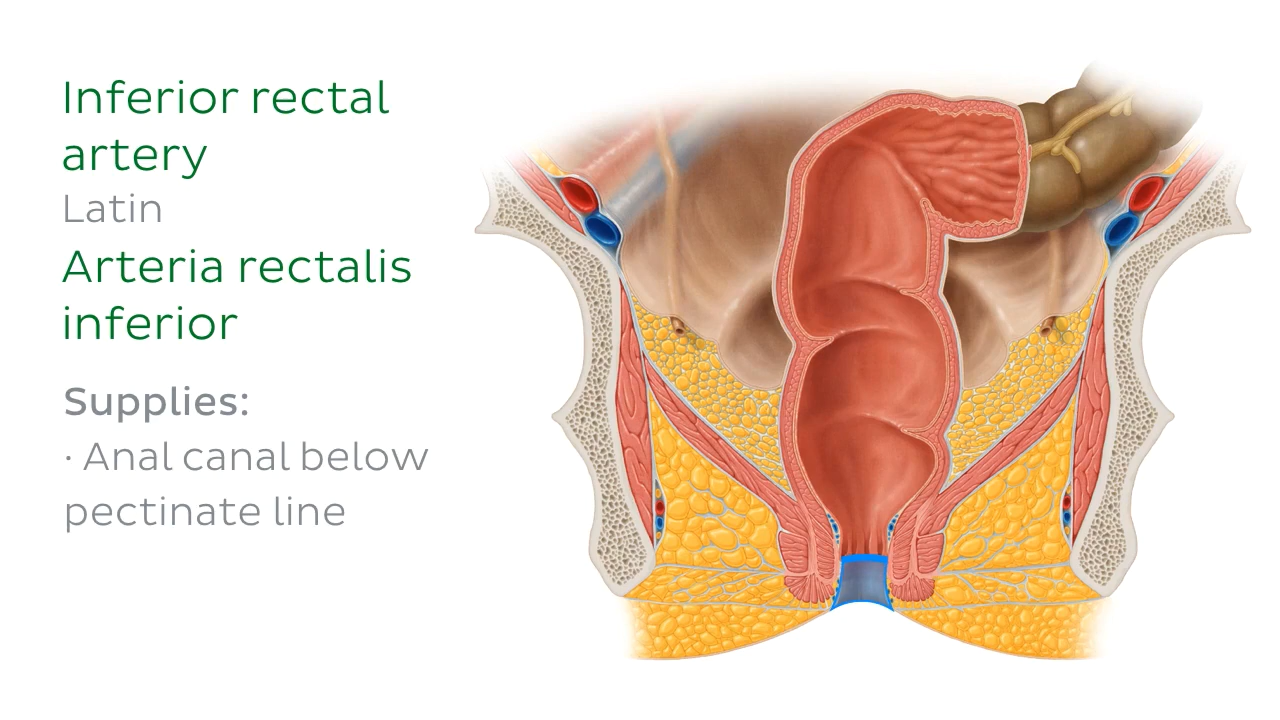 Inferior rectal
artery
Latin
Arteria rectalis
inferior
Supplies:
· Anal canal below
pectinate line